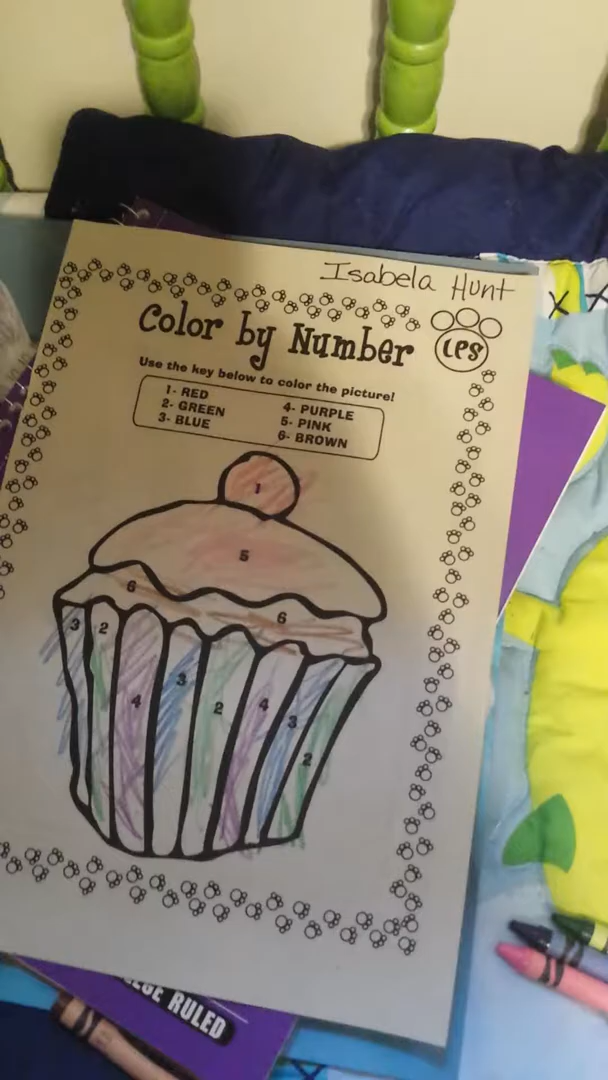 Isabela Hunt
Color by Number
LPS
Use the key below to color the picture!
1- RED
2- GREEN
3- BLUE
4- PURPLE
5- PINK
6- BROWN
1
5
6
6
3
2
4
3
2
4
3
2
RULED